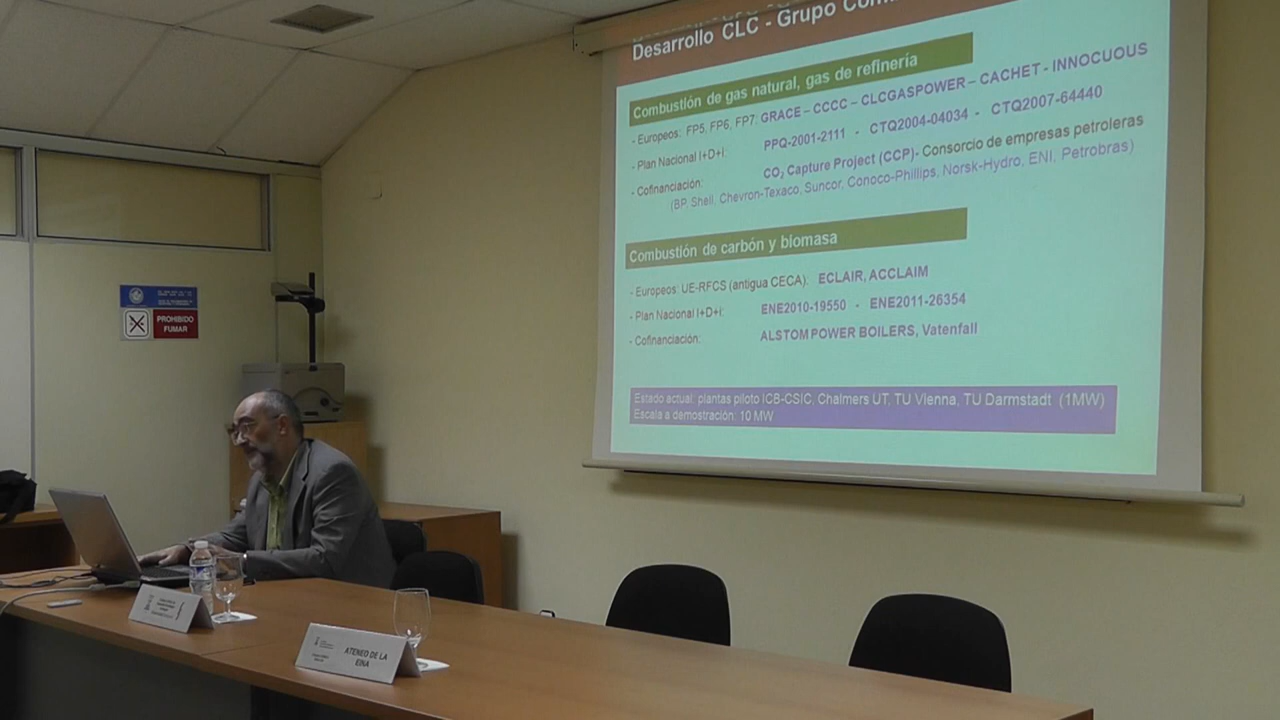 Desarrollo CLC - Grupo
Combustión de gas natural, gas de refinería
- Europeos: FP5, FP6, FP7: GRACE – CCCC – CLCGASPOWER – CACHET - INNOCUOUS
- Plan Nacional I+D+I: PPQ-2001-2111 - CTQ2004-04034 - CTQ2007-64440
- Cofinanciación: CO₂ Capture Project (CCP)- Consorcio de empresas petroleras
(BP, Shell, Chevron-Texaco, Suncor, Conoco-Phillips, Norsk-Hydro, ENI, Petrobras)
Combustión de carbón y biomasa
- Europeos: UE-RFCS (antigua CECA). ECLAIR, ACCLAIM
- Plan Nacional I+D+I: ENE2010-19550 - ENE2011-26354
- Cofinanciación: ALSTOM POWER BOILERS, Vatenfall
Estado actual: plantas piloto ICB-CSIC, Chalmers UT, TU Vienna, TU Darmstadt (1MW)
Escala a demostración: 10 MW
PROHIBIDO
FUMAR
ATENEO DE LA
EINA